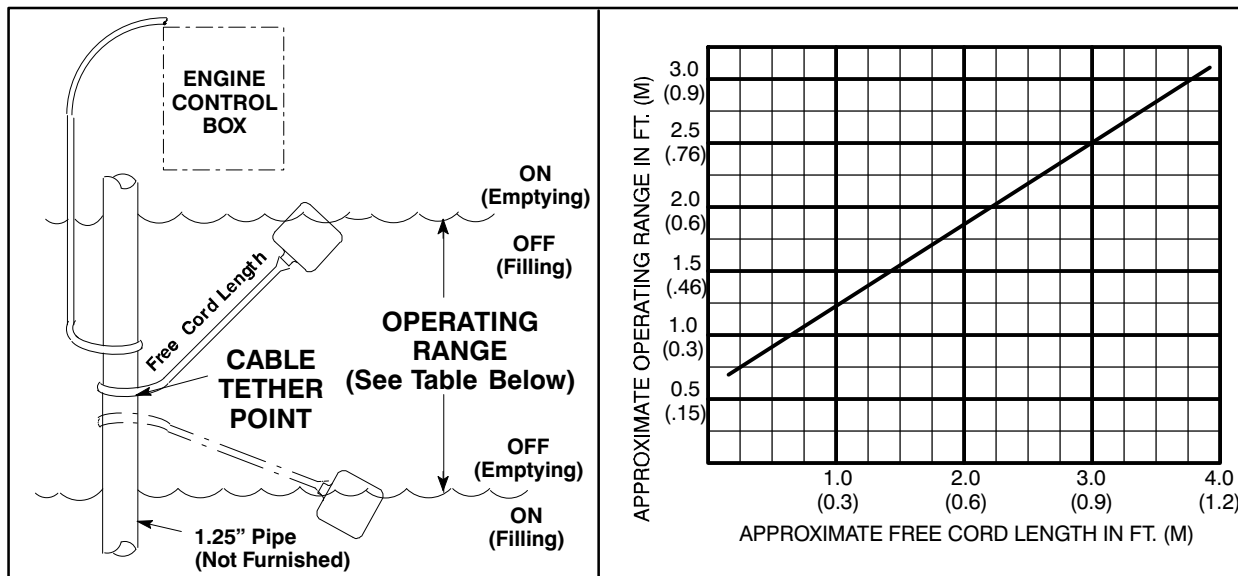 ENGINE
CONTROL
BOX
ON
(Emptying)
OFF
(Filling)
Free Cord Length
OPERATING
RANGE
(See Table Below)
CABLE
TETHER
POINT
OFF
(Emptying)
ON
(Filling)
1.25” Pipe
(Not Furnished)
APPROXIMATE OPERATING RANGE IN FT. (M)
3.0
(0.9)
2.5
(.76)
2.0
(0.6)
1.5
(.46)
1.0
(0.3)
0.5
(.15)
1.0 2.0 3.0 4.0
(0.3) (0.6) (0.9) (1.2)
APPROXIMATE FREE CORD LENGTH IN FT. (M)